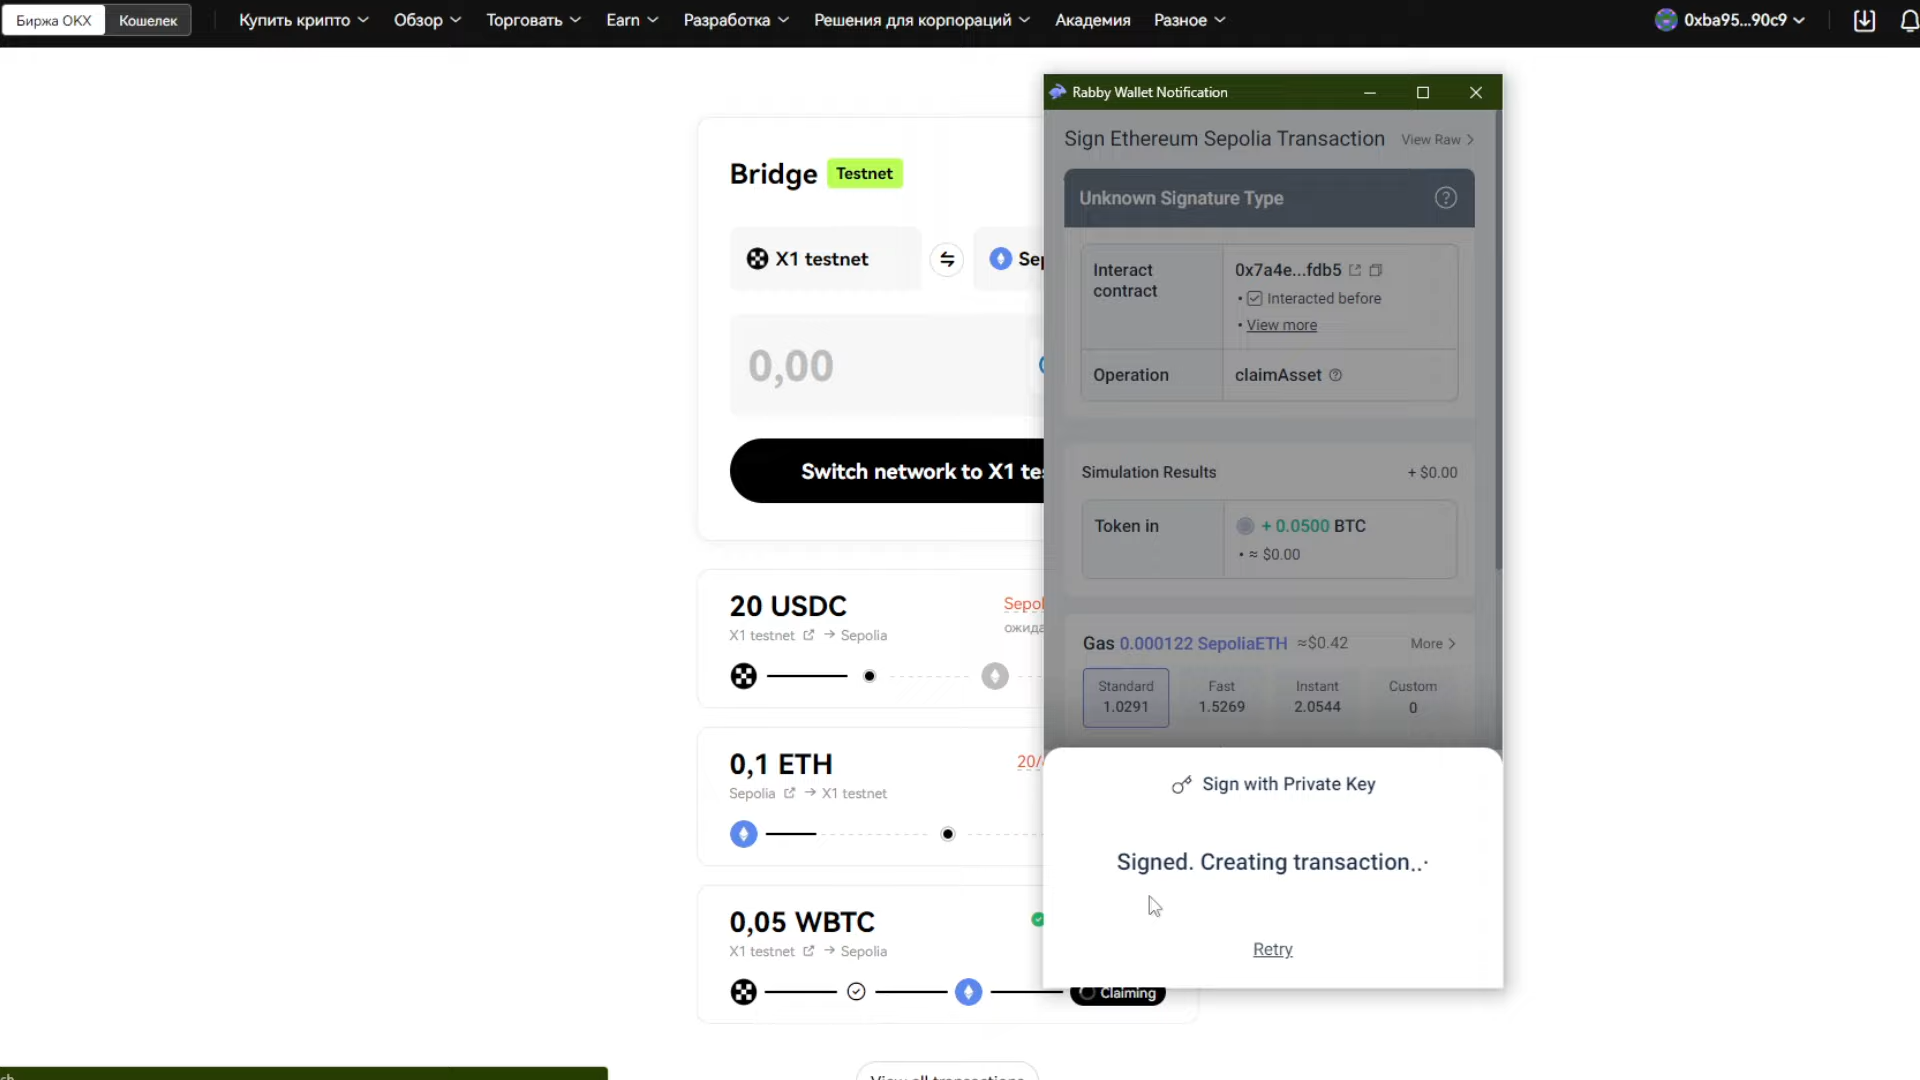 Биржа OKX
Кошелек
Купить крипто
Обзор
Торговать
Earn
Разработка
Решения для корпораций
Академия
Разное
0xba95...90c9
Rabby Wallet Notification
Sign Ethereum Sepolia Transaction
View Raw
Unknown Signature Type
Interact contract
0x7a4e...fdb5
Interacted before
View more
Operation
claimAsset
Simulation Results
+ $0.00
Token in
+ 0.0500 BTC
≈ $0.00
Gas 0.000122 SepoliaETH ≈$0.42
More
Standard
1.0291
Fast
1.5269
Instant
2.0544
Custom
0
Sign with Private Key
Signed. Creating transaction...
Retry
Bridge
Testnet
X1 testnet
0,00
Switch network to X1
20 USDC
X1 testnet → Sepolia
0,1 ETH
20/
Sepolia → X1 testnet
0,05 WBTC
X1 testnet → Sepolia
Claiming
View all transactions